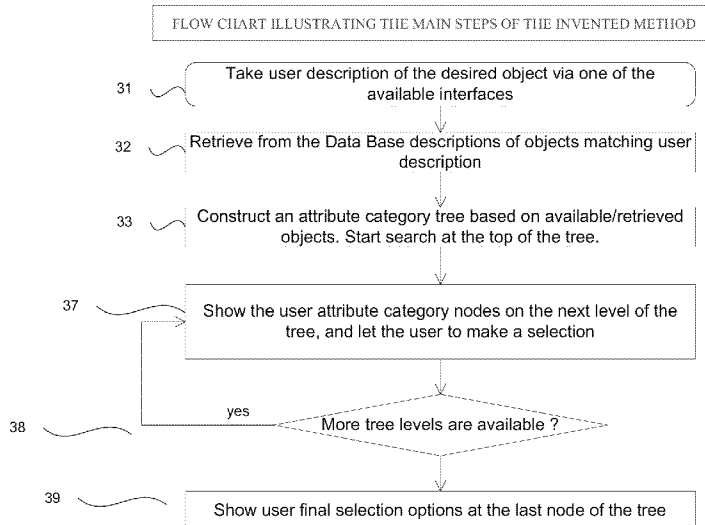 FLOW CHART ILLUSTRATING THE MAIN STEPS OF THE INVENTED METHOD
31
Take user description of the desired object via one of the
available interfaces
32
Retrieve from the Data Base descriptions of objects matching user
description
33
Construct an attribute category tree based on available/retrieved
objects. Start search at the top of the tree.
37
Show the user attribute category nodes on the next level of the
tree, and let the user to make a selection
yes
38
More tree levels are available ?
39
Show user final selection options at the last node of the tree